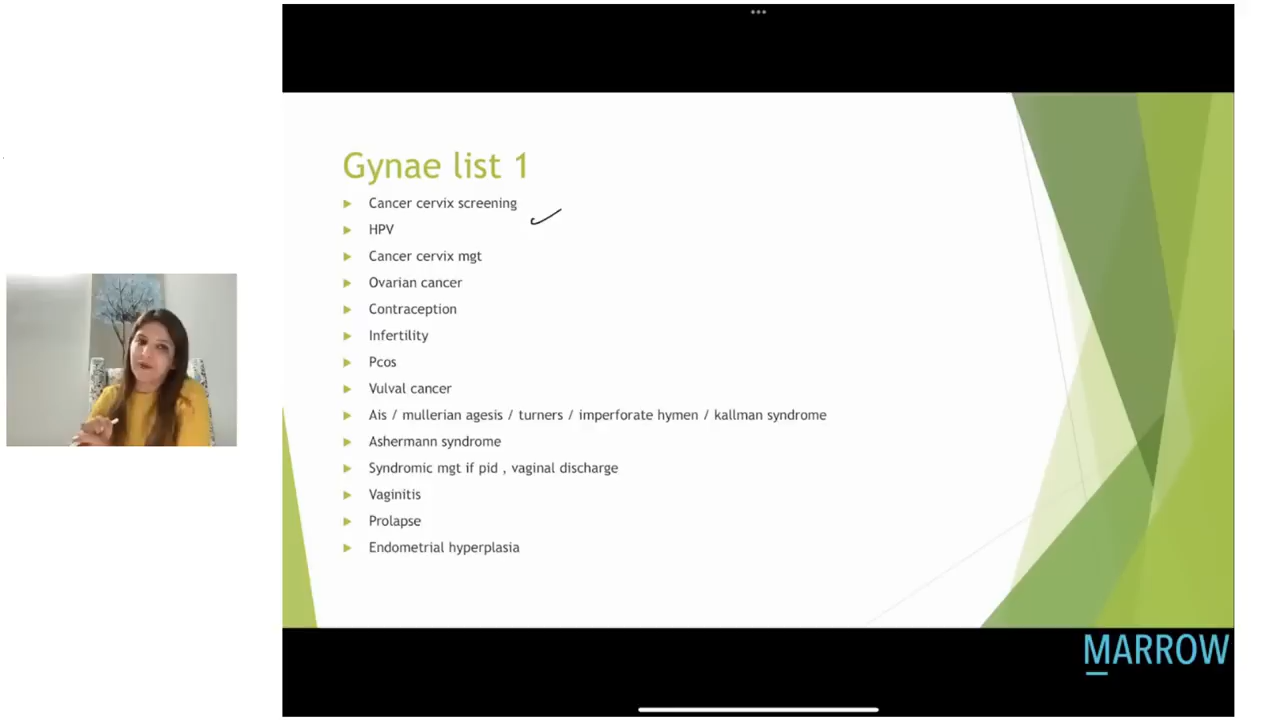 Gynae list 1
Cancer cervix screening
HPV
Cancer cervix mgt
Ovarian cancer
Contraception
Infertility
Pcos
Vulval cancer
Ais / mullerian agesis / turners / imperforate hymen / kallman syndrome
Ashermann syndrome
Syndromic mgt if pid , vaginal discharge
Vaginitis
Prolapse
Endometrial hyperplasia
MARROW